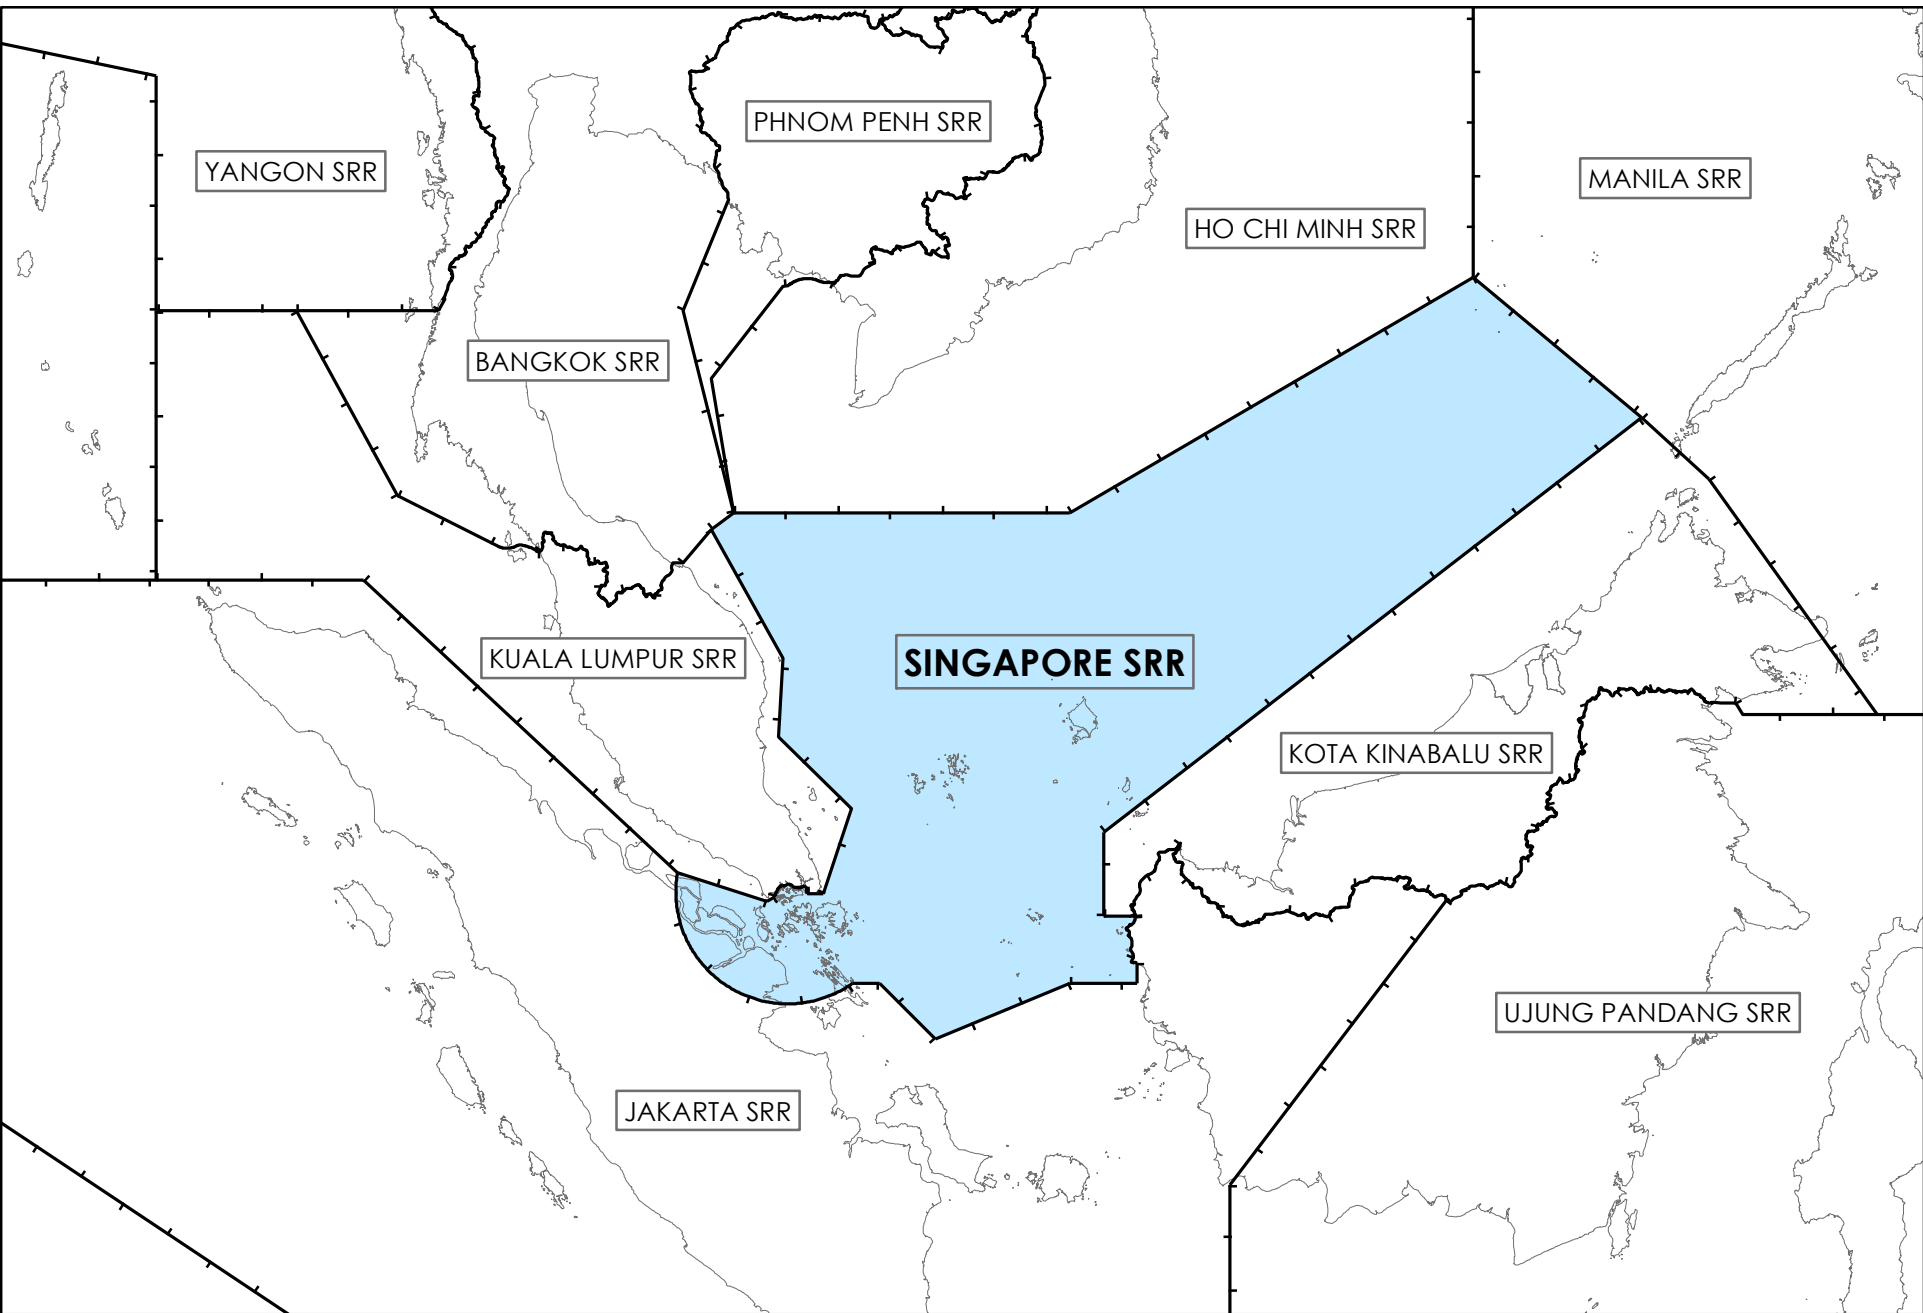 PHNOM PENH SRR
YANGON SRR
MANILA SRR
HO CHI MINH SRR
BANGKOK SRR
KUALA LUMPUR SRR
SINGAPORE SRR
KOTA KINABALU SRR
UJUNG PANDANG SRR
JAKARTA SRR